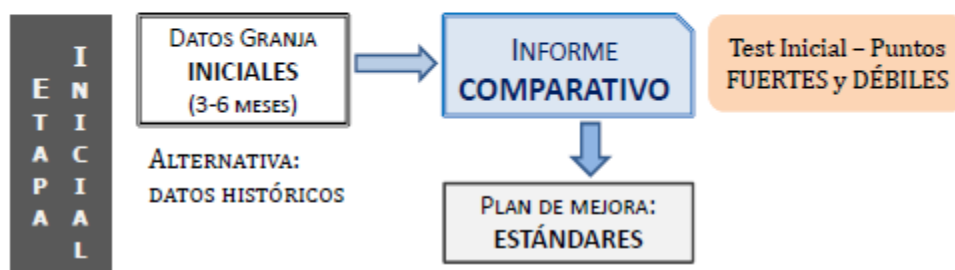 ETAPA
INICIAL
DATOS GRANJA
INICIALES
(3-6 MESES)
ALTERNATIVA:
DATOS HISTÓRICOS
INFORME
COMPARATIVO
Test Inicial – Puntos
FUERTES y DÉBILES
PLAN DE MEJORA:
ESTÁNDARES